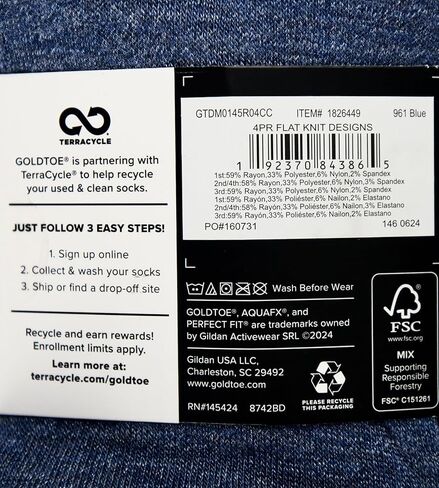 TERRACYCLE
GOLDTOE® is partnering with
TerraCycle® to help recycle
your used & clean socks.
JUST FOLLOW 3 EASY STEPS!
1. Sign up online
2. Collect & wash your socks
3. Ship or find a drop-off site
Recycle and earn rewards!
Enrollment limits apply.
Learn more at:
terracycle.com/goldtoe
GTDM0145R04CC ITEM# 1826449 961 Blue
4PR FLAT KNIT DESIGNS
1 92370 84386 5
1st:59% Rayon,33% Polyester,6% Nylon,2% Spandex
2nd/4th:58% Rayon,33% Polyester,6% Nylon,3% Spandex
3rd:59% Rayon,33% Polyester,6% Nylon,2% Spandex
1st:59% Rayón,33% Poliéster,6% Nailon,2% Elastano
2nd/4th:58% Rayón,33% Poliéster,6% Nailon,3% Elastano
3rd:59% Rayón,33% Poliéster,6% Nailon,2% Elastano
PO#160731 146 0624
Wash Before Wear
GOLDTOE®, AQUAFX®, and
PERFECT FIT® are trademarks owned
by Gildan Activewear SRL ©2024
Gildan USA LLC,
Charleston, SC 29492
www.goldtoe.com
RN#145424 8742BD
PLEASE RECYCLE
THIS PACKAGING
FSC
www.fsc.org
MIX
Supporting
Responsible
Forestry
FSC® C151261